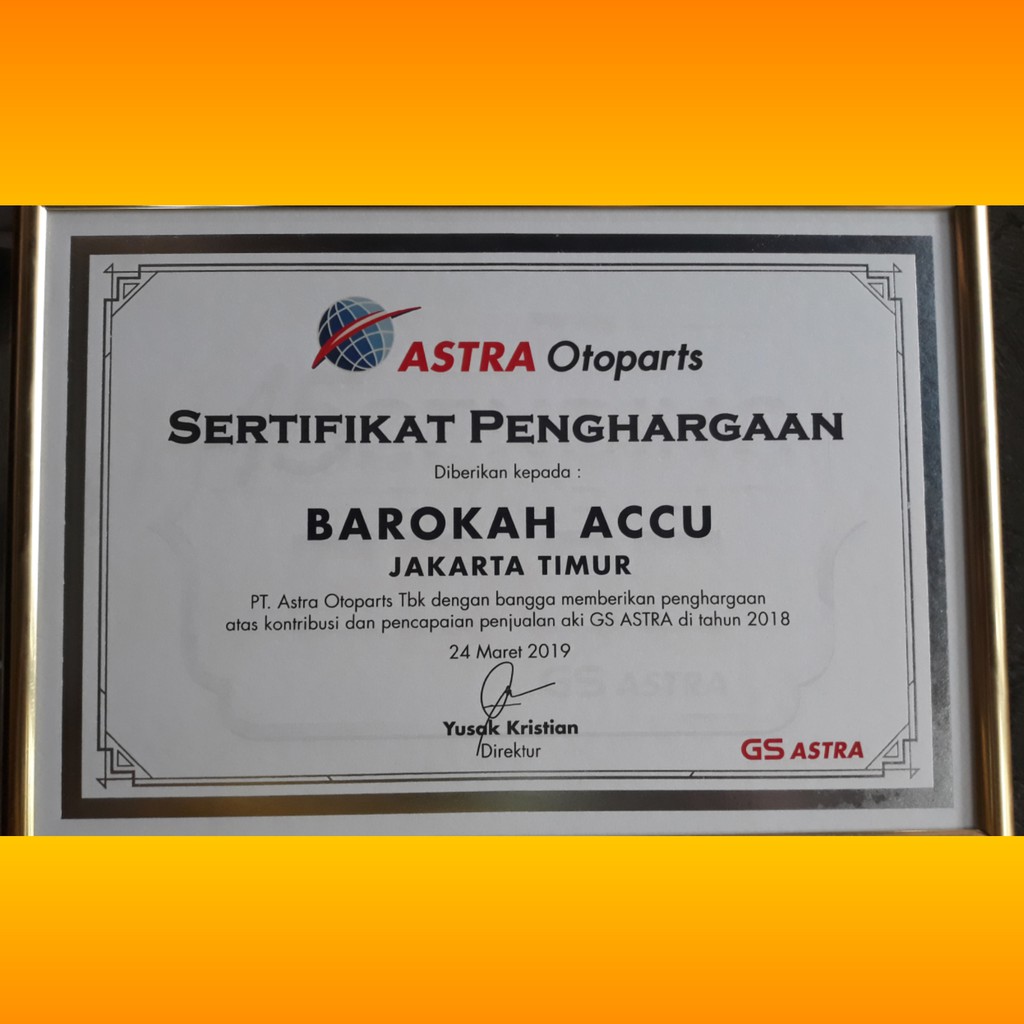 ASTRA Otoparts
SERTIFIKAT PENGHARGAAN
Diberikan kepada :
BAROKAH ACCU
JAKARTA TIMUR
PT. Astra Otoparts Tbk dengan bangga memberikan penghargaan
atas kontribusi dan pencapaian penjualan aki GS ASTRA di tahun 2018
24 Maret 2019
Yusak Kristian
Direktur
GS ASTRA